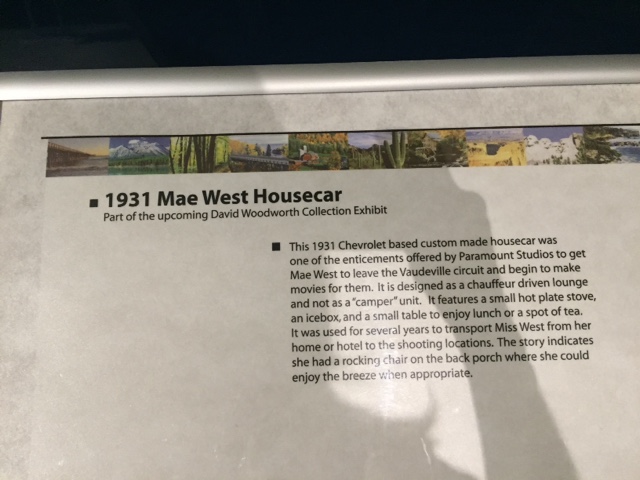 1931 Mae West Housecar
Part of the upcoming David Woodworth Collection Exhibit
This 1931 Chevrolet based custom made housecar was
one of the enticements offered by Paramount Studios to get
Mae West to leave the Vaudeville circuit and begin to make
movies for them. It is designed as a chauffeur driven lounge
and not as a "camper" unit. It features a small hot plate stove,
an icebox, and a small table to enjoy lunch or a spot of tea.
It was used for several years to transport Miss West from her
home or hotel to the shooting locations. The story indicates
she had a rocking chair on the back porch where she could
enjoy the breeze when appropriate.